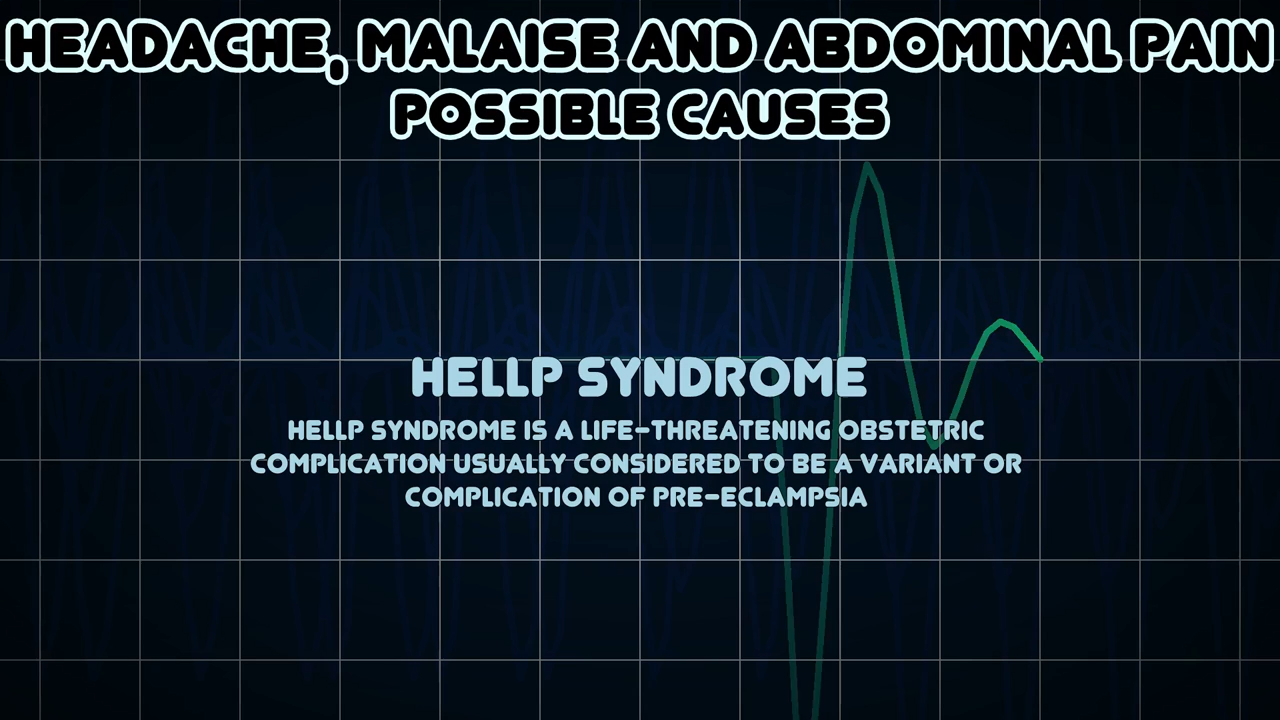 HEADACHE, MALAISE AND ABDOMINAL PAIN
POSSIBLE CAUSES
HELLP SYNDROME
HELLP SYNDROME IS A LIFE-THREATENING OBSTETRIC
COMPLICATION USUALLY CONSIDERED TO BE A VARIANT OR
COMPLICATION OF PRE-ECLAMPSIA